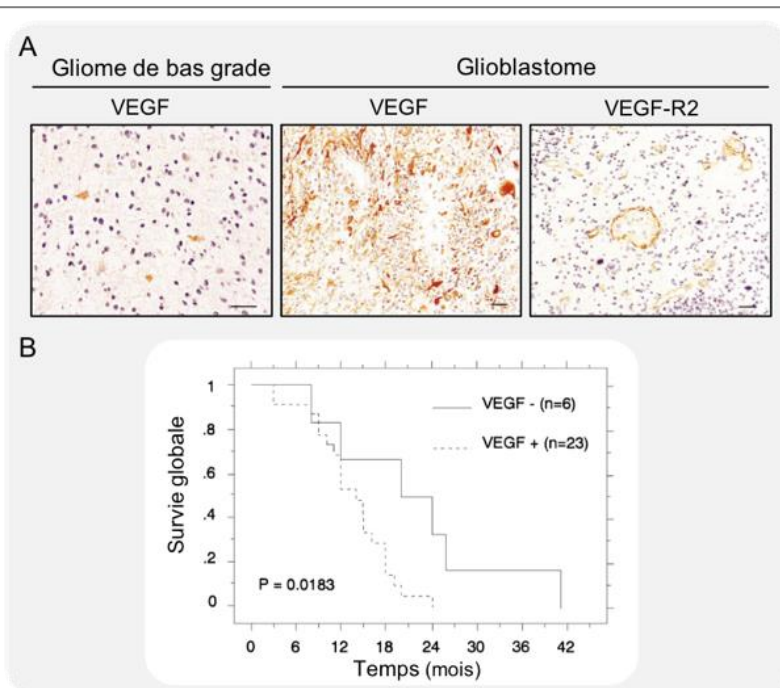 A
Gliome de bas grade
Glioblastome
VEGF
VEGF
VEGF-R2
B
1
.8
.6
.4
.2
0
Survie globale
VEGF - (n=6)
VEGF + (n=23)
P = 0.0183
0 6 12 18 24 30 36 42
Temps (mois)